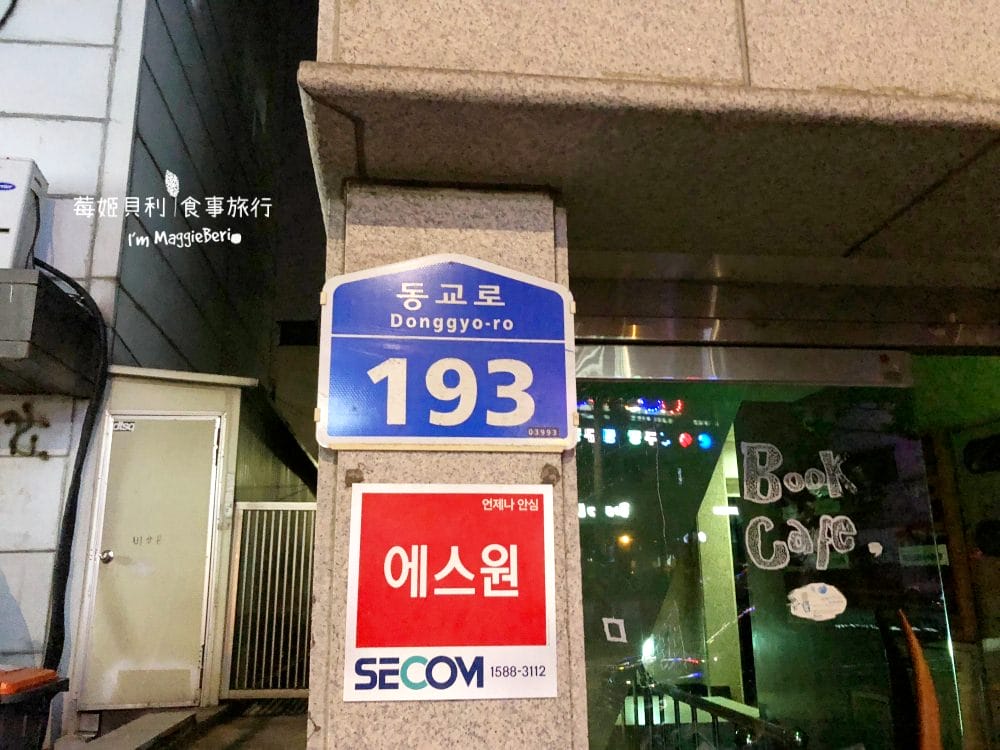 莓姬貝利 食事旅行
I'm MaggieBeri
동교로
Donggyo-ro
193
03993
언제나 안심
에스원
SECOM 1588-3112
Book
Cafe.